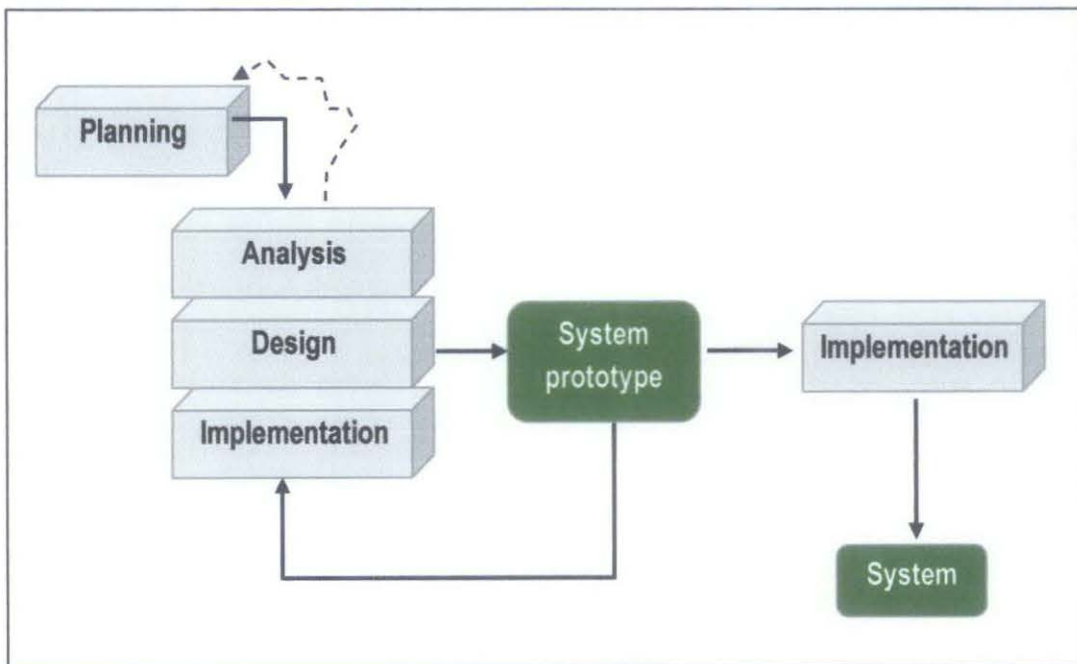 Planning
Analysis
Design
Implementation
System
prototype
Implementation
System